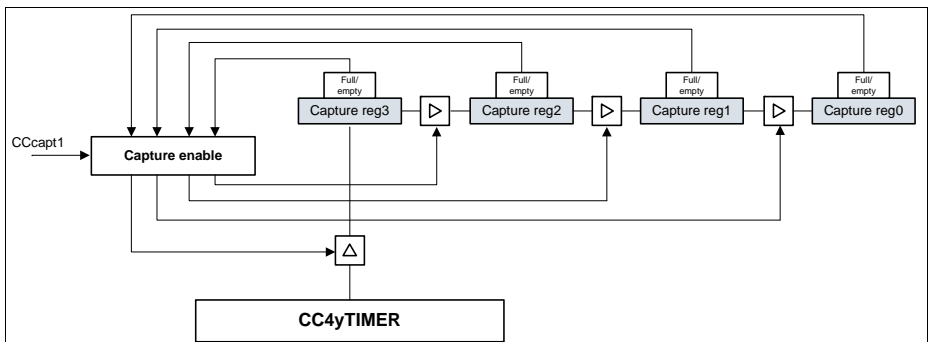 Full/
empty
Full/
empty
Full/
empty
Full/
empty
Capture reg3
Capture reg2
Capture reg1
Capture reg0
CCcapt1
Capture enable
CC4yTIMER